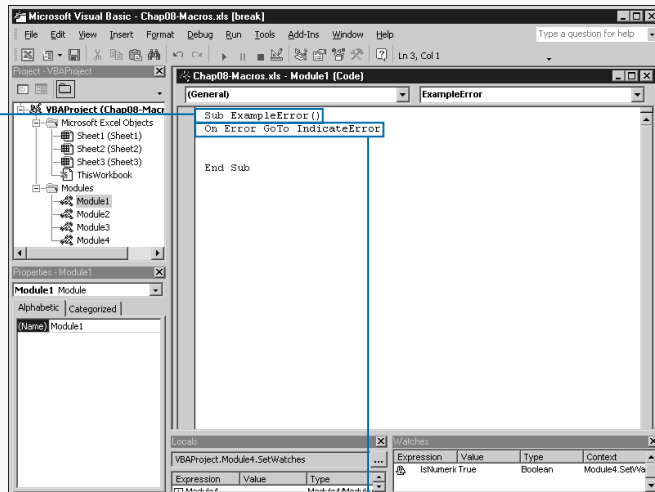 Microsoft Visual Basic - Chap08-Macros.xls [break]
File Edit View Insert Format Debug Run Tools Add-Ins Window Help
Type a question for help
Ln 3, Col 1
Project - VBAProject
VBAProject (Chap08-Macr
Microsoft Excel Objects
Sheet1 (Sheet1)
Sheet2 (Sheet2)
Sheet3 (Sheet3)
ThisWorkbook
Modules
Module1
Module2
Module3
Module4
Properties - Module1
Module1 Module
Alphabetic Categorized
(Name) Module1
Chap08-Macros.xls - Module1 (Code)
(General) ExampleError
Sub ExampleError()
On Error GoTo IndicateError
End Sub
Locals
VBAProject.Module4.SetWatches
Expression Value Type
Module4
Watches
Expression Value Type Context
IsNumeri True Boolean Module4.SetWa